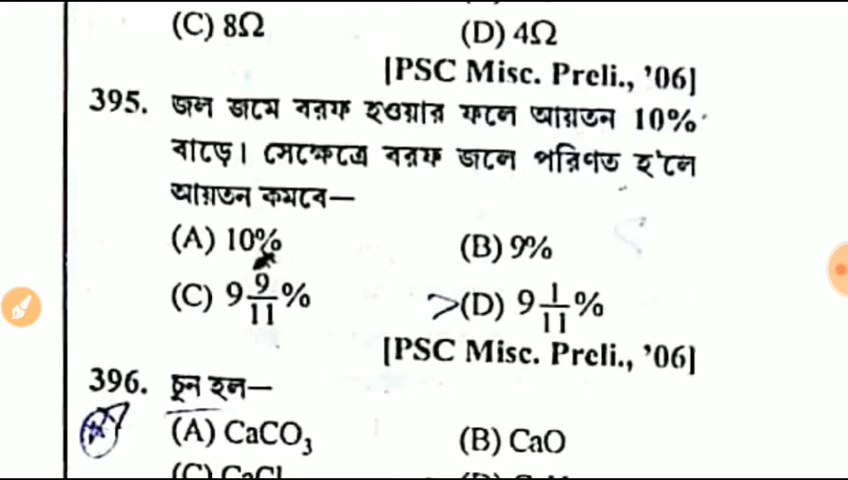 (C) 8Ω (D) 4Ω
[PSC Misc. Preli., '06]
395. জল জমে বরফ হওয়ার ফলে আয়তন 10%
বাড়ে। সেক্ষেত্রে বরফ জলে পরিণত হ'লে
আয়তন কমবে—
(A) 10% (B) 9%
(C) 9 9/11 % (D) 9 1/11 %
[PSC Misc. Preli., '06]
396. চুন হল—
(A) CaCO₃ (B) CaO
(C)